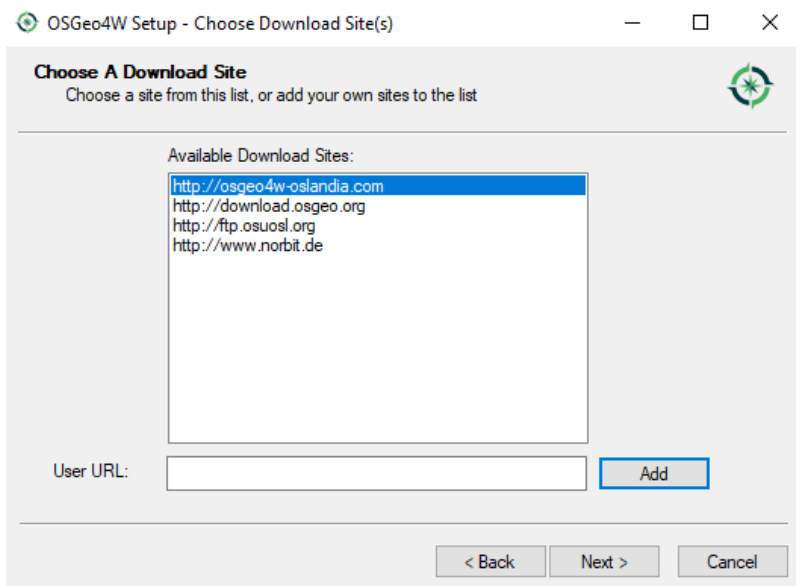 OSGeo4W Setup - Choose Download Site(s)
Choose A Download Site
Choose a site from this list, or add your own sites to the list
Available Download Sites:
http://osgeo4w-oslandia.com
http://download.osgeo.org
http://ftp.osuosl.org
http://www.norbit.de
User URL:
Add
< Back
Next >
Cancel